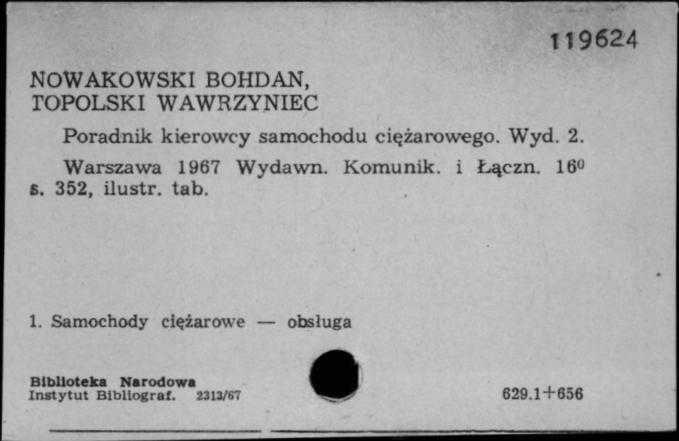 119624
NOWAKOWSKI BOHDAN,
TOPOLSKI WAWRZYNIEC
Poradnik kierowcy samochodu ciężarowego. Wyd. 2.
Warszawa 1967 Wydawn. Komunik. i Łączn. 16⁰
s. 352, ilustr. tab.
1. Samochody ciężarowe — obsługa
Biblioteka Narodowa
Instytut Bibliograf. 2313/67
629.1+656